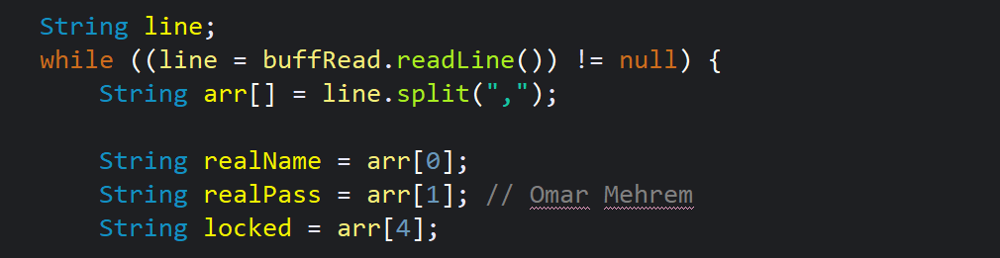 String line;
while ((line = buffRead.readLine()) != null) {
String arr[] = line.split(",");
String realName = arr[0];
String realPass = arr[1]; // Omar Mehrem
String locked = arr[4];